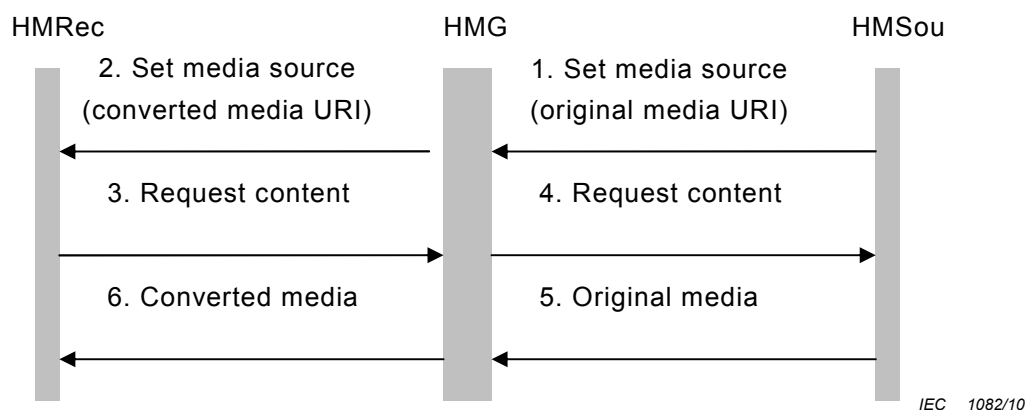 HMRec HMG HMSou
2. Set media source
(converted media URI)
1. Set media source
(original media URI)
3. Request content
4. Request content
6. Converted media
5. Original media
IEC 1082/10